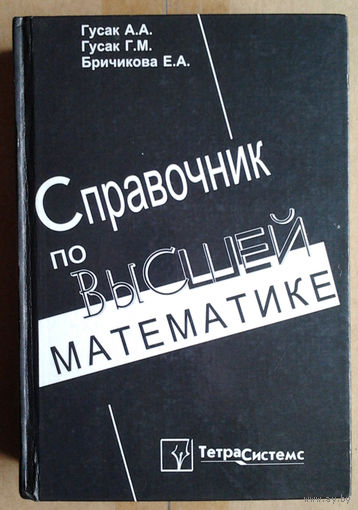 Гусак А.А.
Гусак Г.М.
Бричикова Е.А.
Справочник
по ВЫСШЕЙ
МАТЕМАТИКЕ
ТетраСистемс